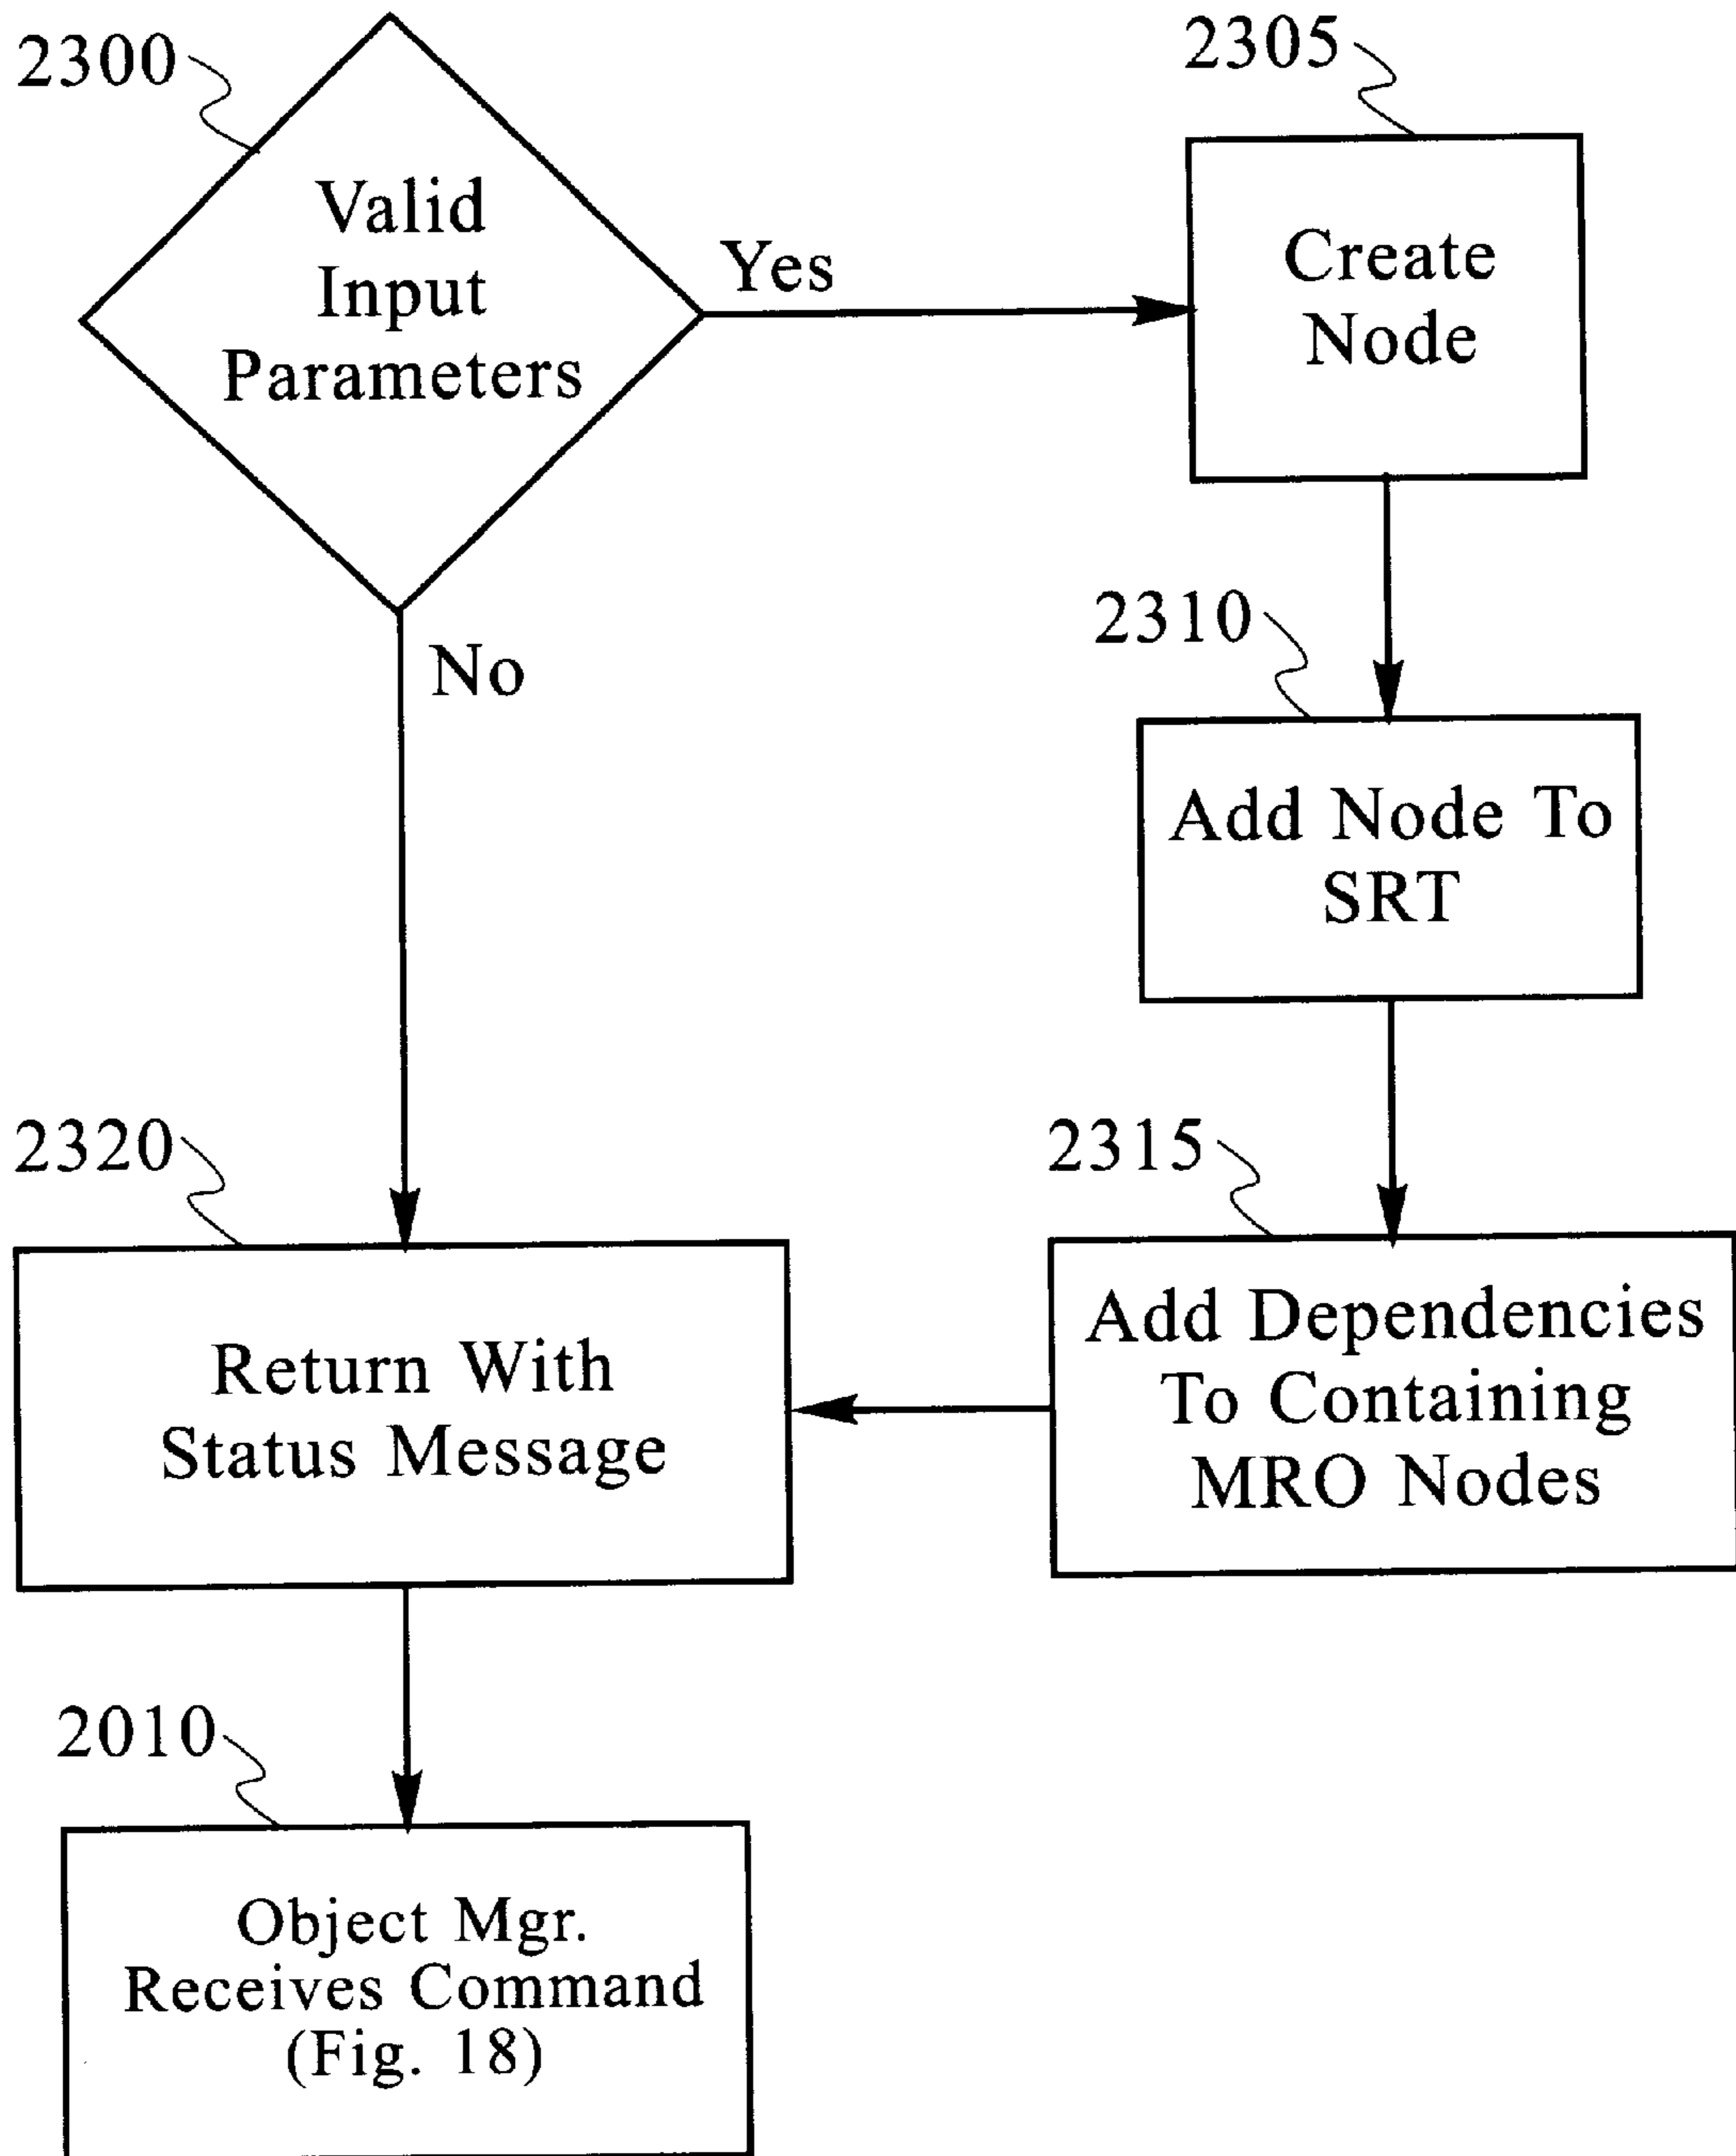 2300
Valid
Input
Parameters
Yes
2305
Create
Node
No
2310
Add Node To
SRT
2320
Return With
Status Message
2315
Add Dependencies
To Containing
MRO Nodes
2010
Object Mgr.
Receives Command
(Fig. 18)